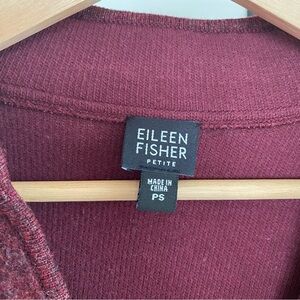 EILEEN
FISHER
PETITE
MADE IN
CHINA
PS